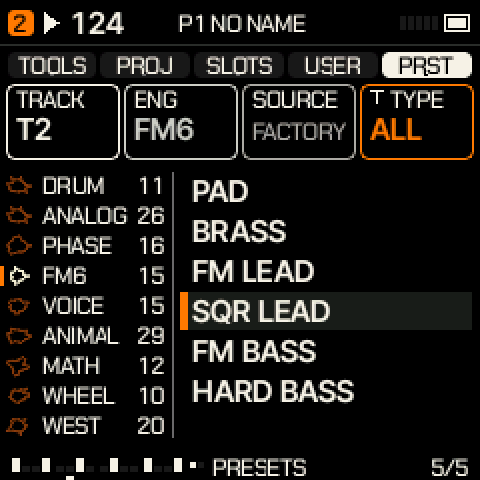 2 124 P1 NO NAME
TOOLS PROJ SLOTS USER PRST
TRACK ENG SOURCE T TYPE
T2 FM6 FACTORY ALL
DRUM 11
ANALOG 26
PHASE 16
FM6 15
VOICE 15
ANIMAL 29
MATH 12
WHEEL 10
WEST 20
PAD
BRASS
FM LEAD
SQR LEAD
FM BASS
HARD BASS
PRESETS 5/5